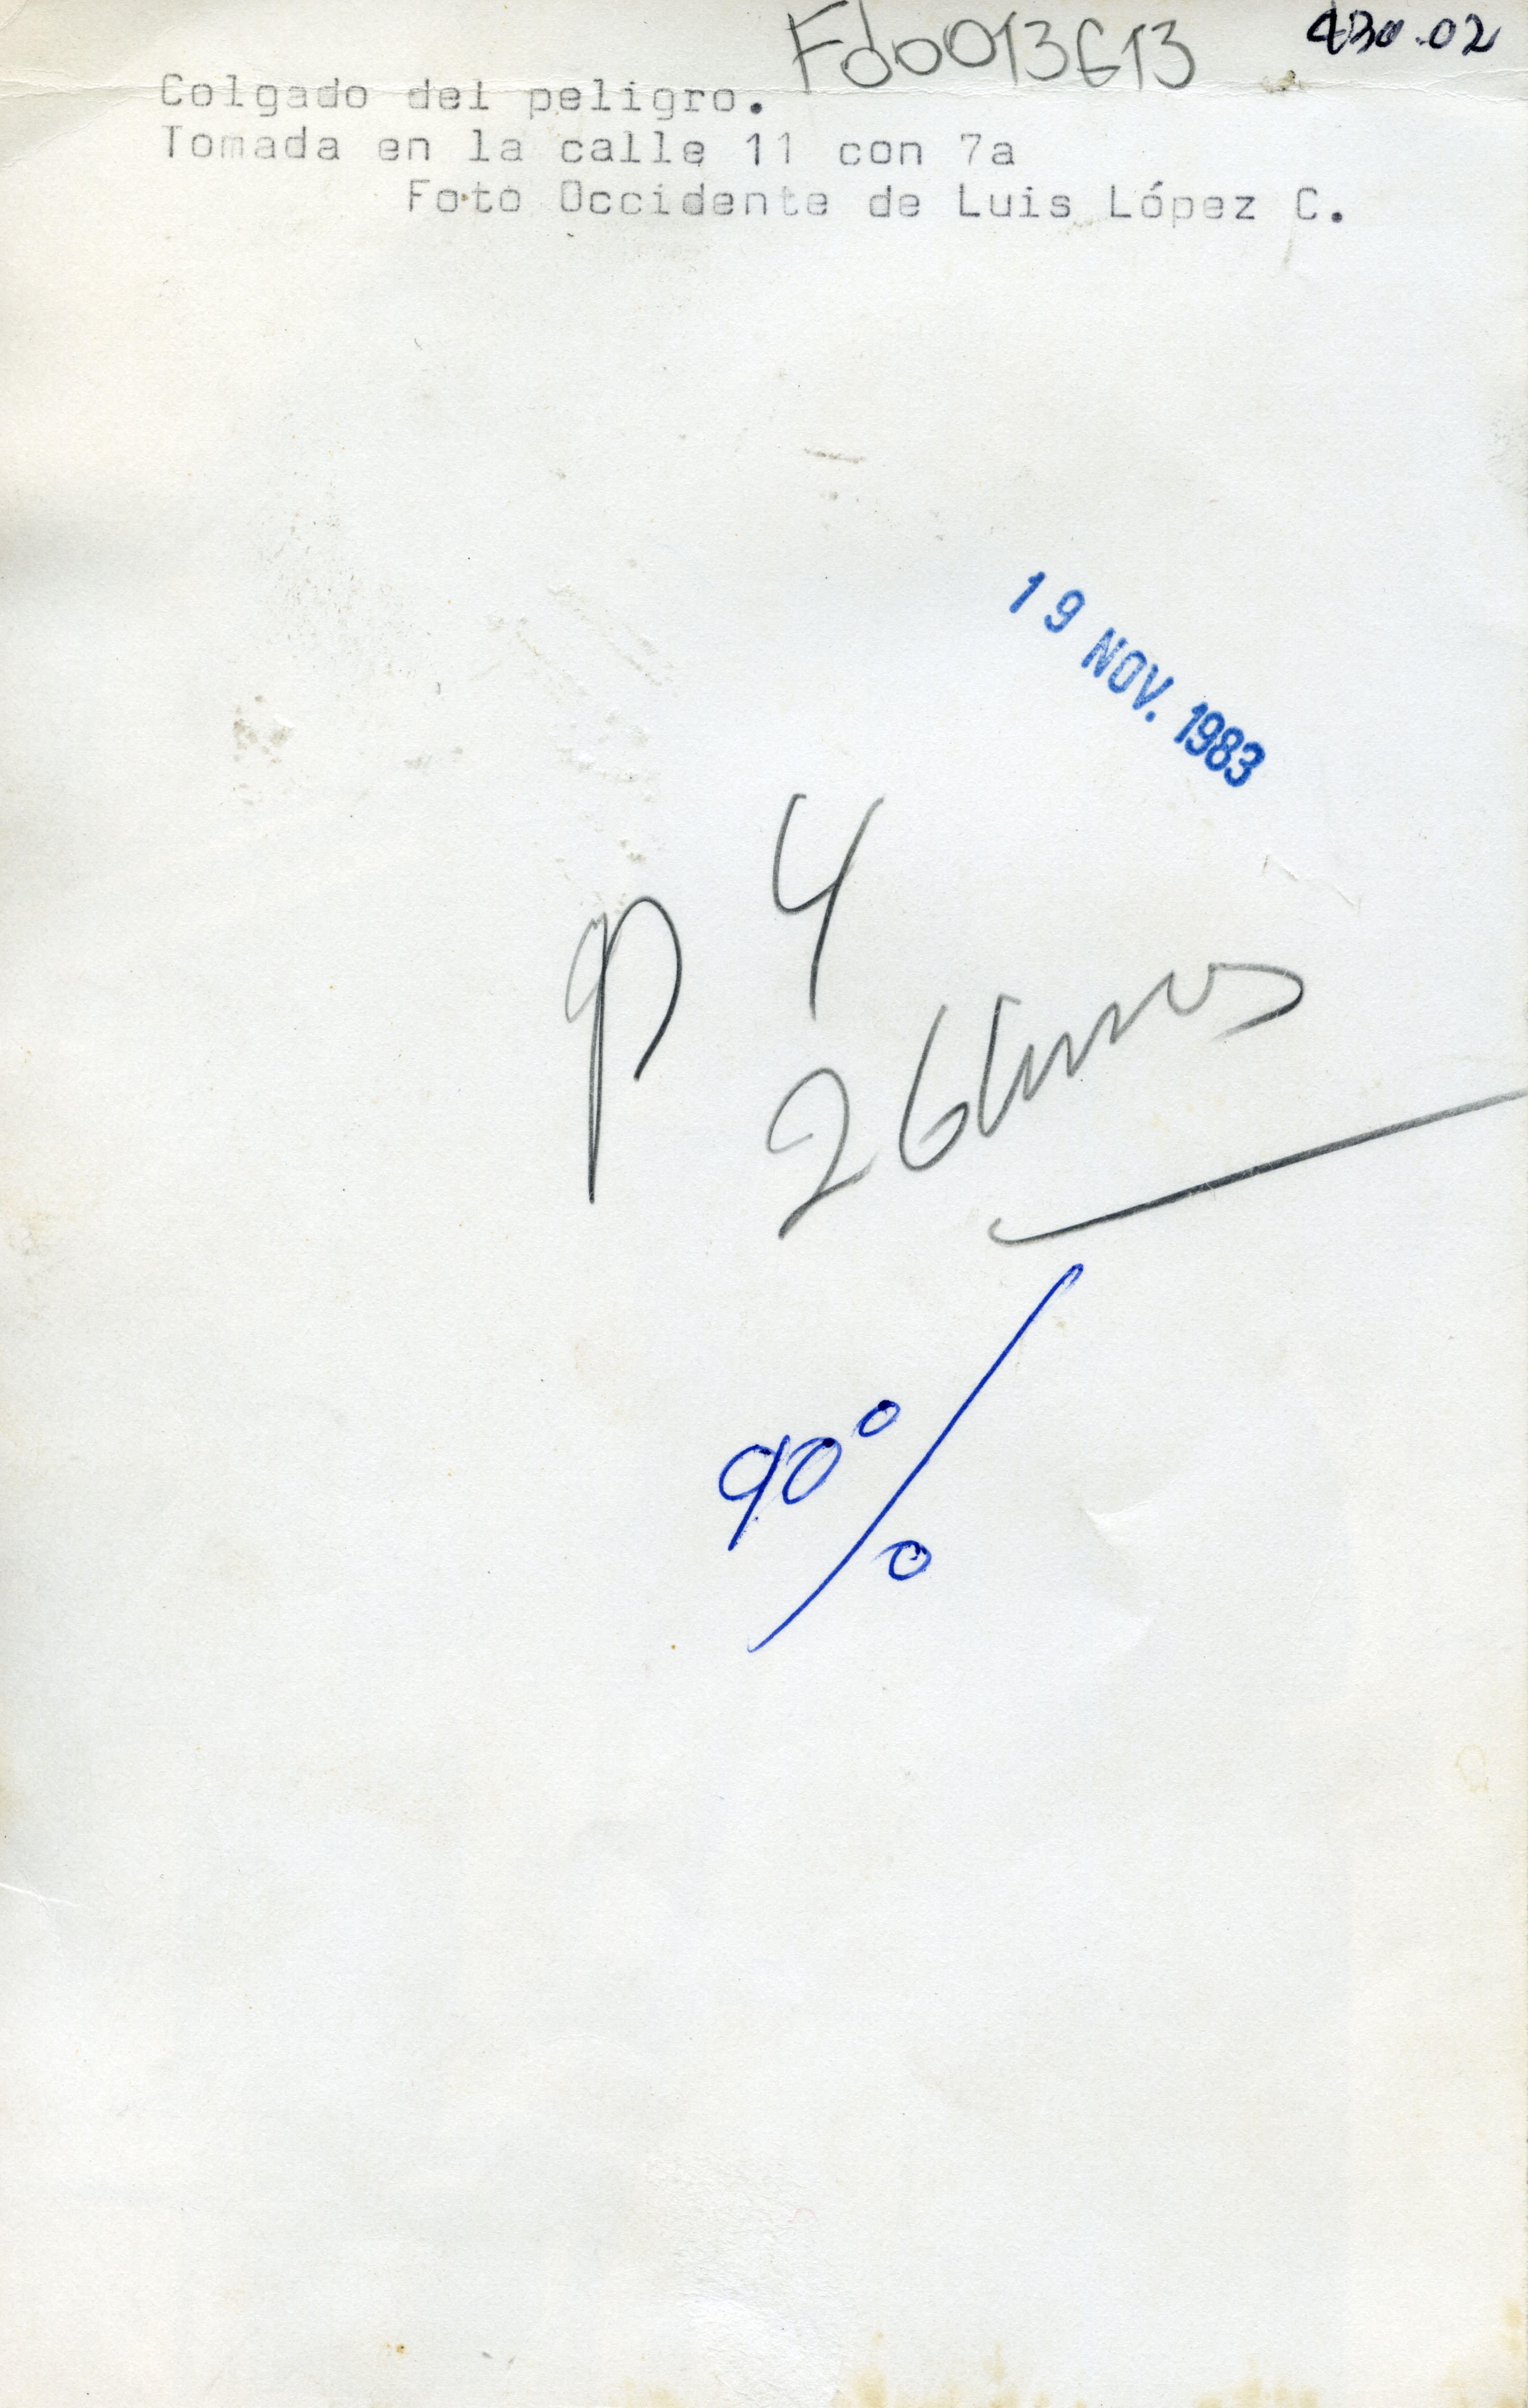 Fd0013613
430.02
Colgado del peligro.
Tomada en la calle 11 con 7a
Foto Occidente de Luis López C.
19 NOV. 1983
p 4
26
90%